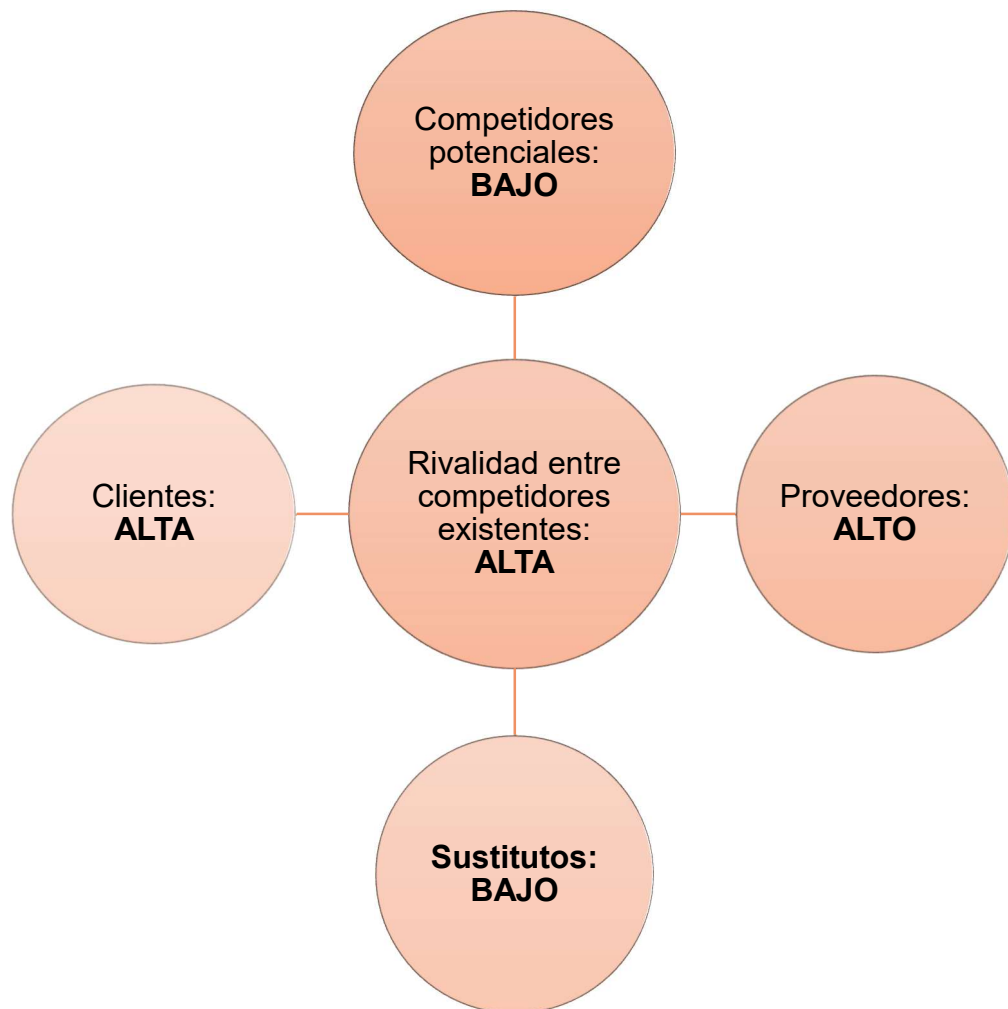 Competidores
potenciales:
BAJO
Clientes:
ALTA
Rivalidad entre
competidores
existentes:
ALTA
Proveedores:
ALTO
Sustitutos:
BAJO